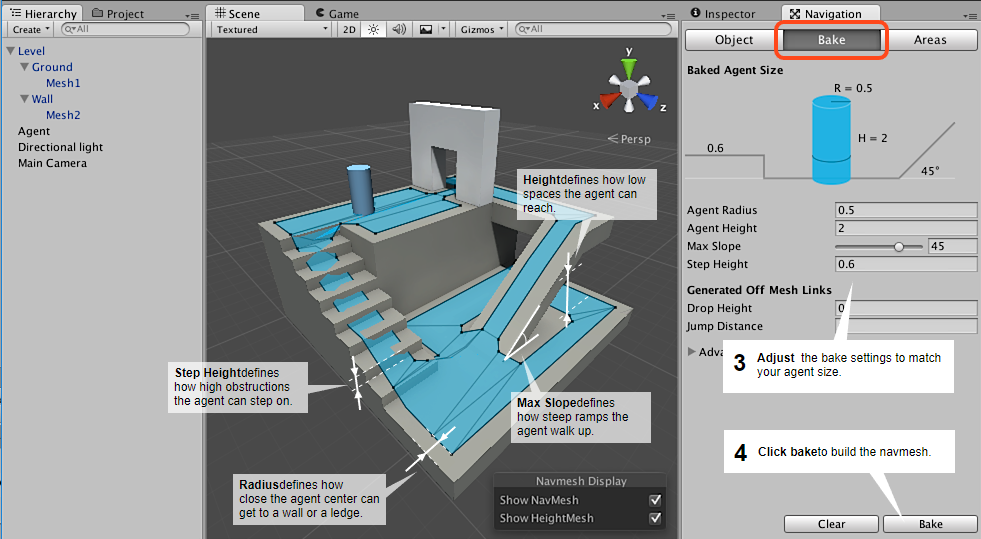 Hierarchy Project
Create All
Level
Ground
Mesh1
Wall
Mesh2
Agent
Directional light
Main Camera
Scene Game
Textured 2D Gizmos All
y
x
z
Persp
Heightdefines how low
spaces the agent can
reach.
Step Heightdefines
how high obstructions
the agent can step on.
Max Slopedefines
how steep ramps the
agent walk up.
Radiusdefines how
close the agent center can
get to a wall or a ledge.
Navmesh Display
Show NavMesh
Show HeightMesh
Inspector Navigation
Object Bake Areas
Baked Agent Size
R = 0.5
0.6
H = 2
45°
Agent Radius 0.5
Agent Height 2
Max Slope 45
Step Height 0.6
Generated Off Mesh Links
Drop Height
Jump Distance
3 Adjust the bake settings to match
your agent size.
4 Click baketo build the navmesh.
Clear Bake